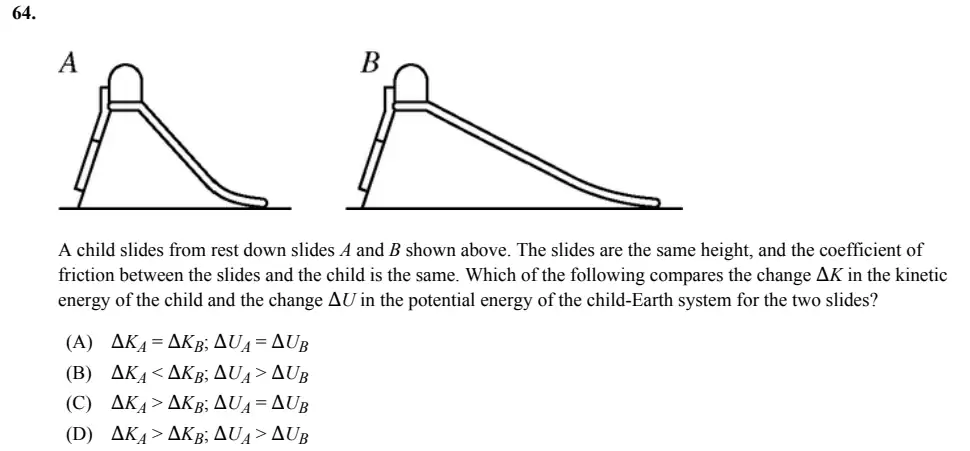 64.
A
B
A child slides from rest down slides A and B shown above. The slides are the same height, and the coefficient of
friction between the slides and the child is the same. Which of the following compares the change ΔK in the kinetic
energy of the child and the change ΔU in the potential energy of the child-Earth system for the two slides?
(A) ΔK_A = ΔK_B; ΔU_A = ΔU_B
(B) ΔK_A < ΔK_B; ΔU_A > ΔU_B
(C) ΔK_A > ΔK_B; ΔU_A = ΔU_B
(D) ΔK_A > ΔK_B; ΔU_A > ΔU_B